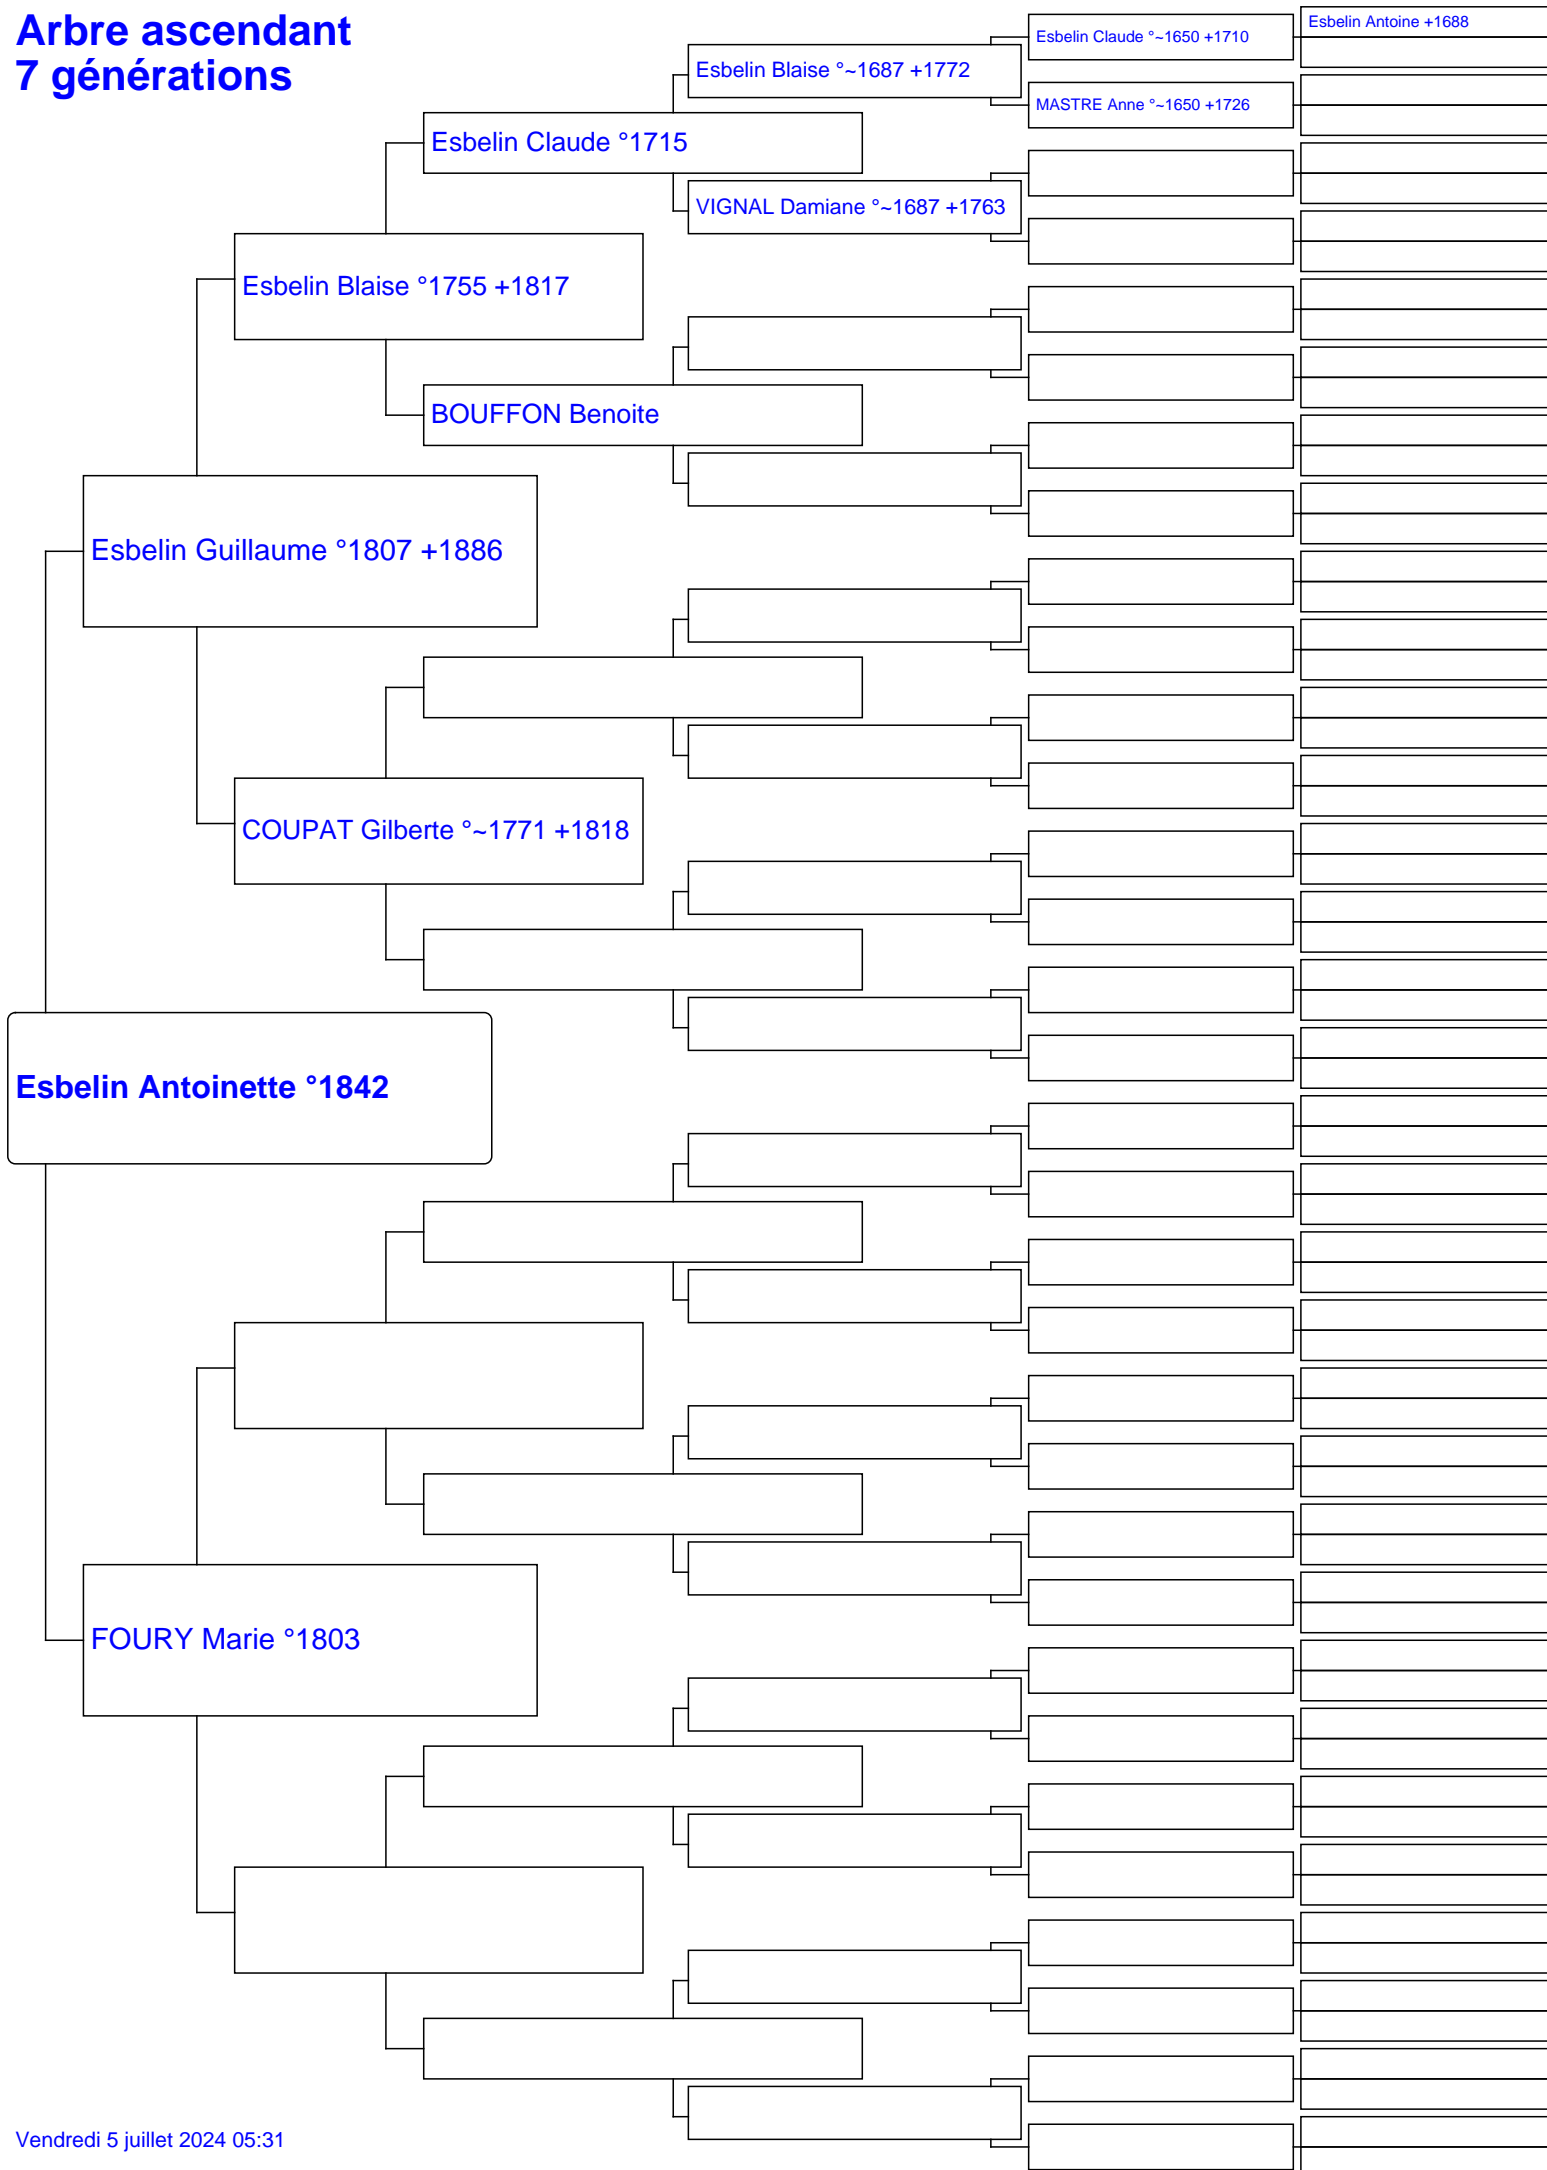 Arbre ascendant
7 générations
Esbelin Antoine +1688
Esbelin Claude °~1650 +1710
Esbelin Blaise °~1687 +1772
MASTRE Anne °~1650 +1726
Esbelin Claude °1715
VIGNAL Damiane °~1687 +1763
Esbelin Blaise °1755 +1817
BOUFFON Benoite
Esbelin Guillaume °1807 +1886
COUPAT Gilberte °~1771 +1818
Esbelin Antoinette °1842
FOURY Marie °1803
Vendredi 5 juillet 2024 05:31